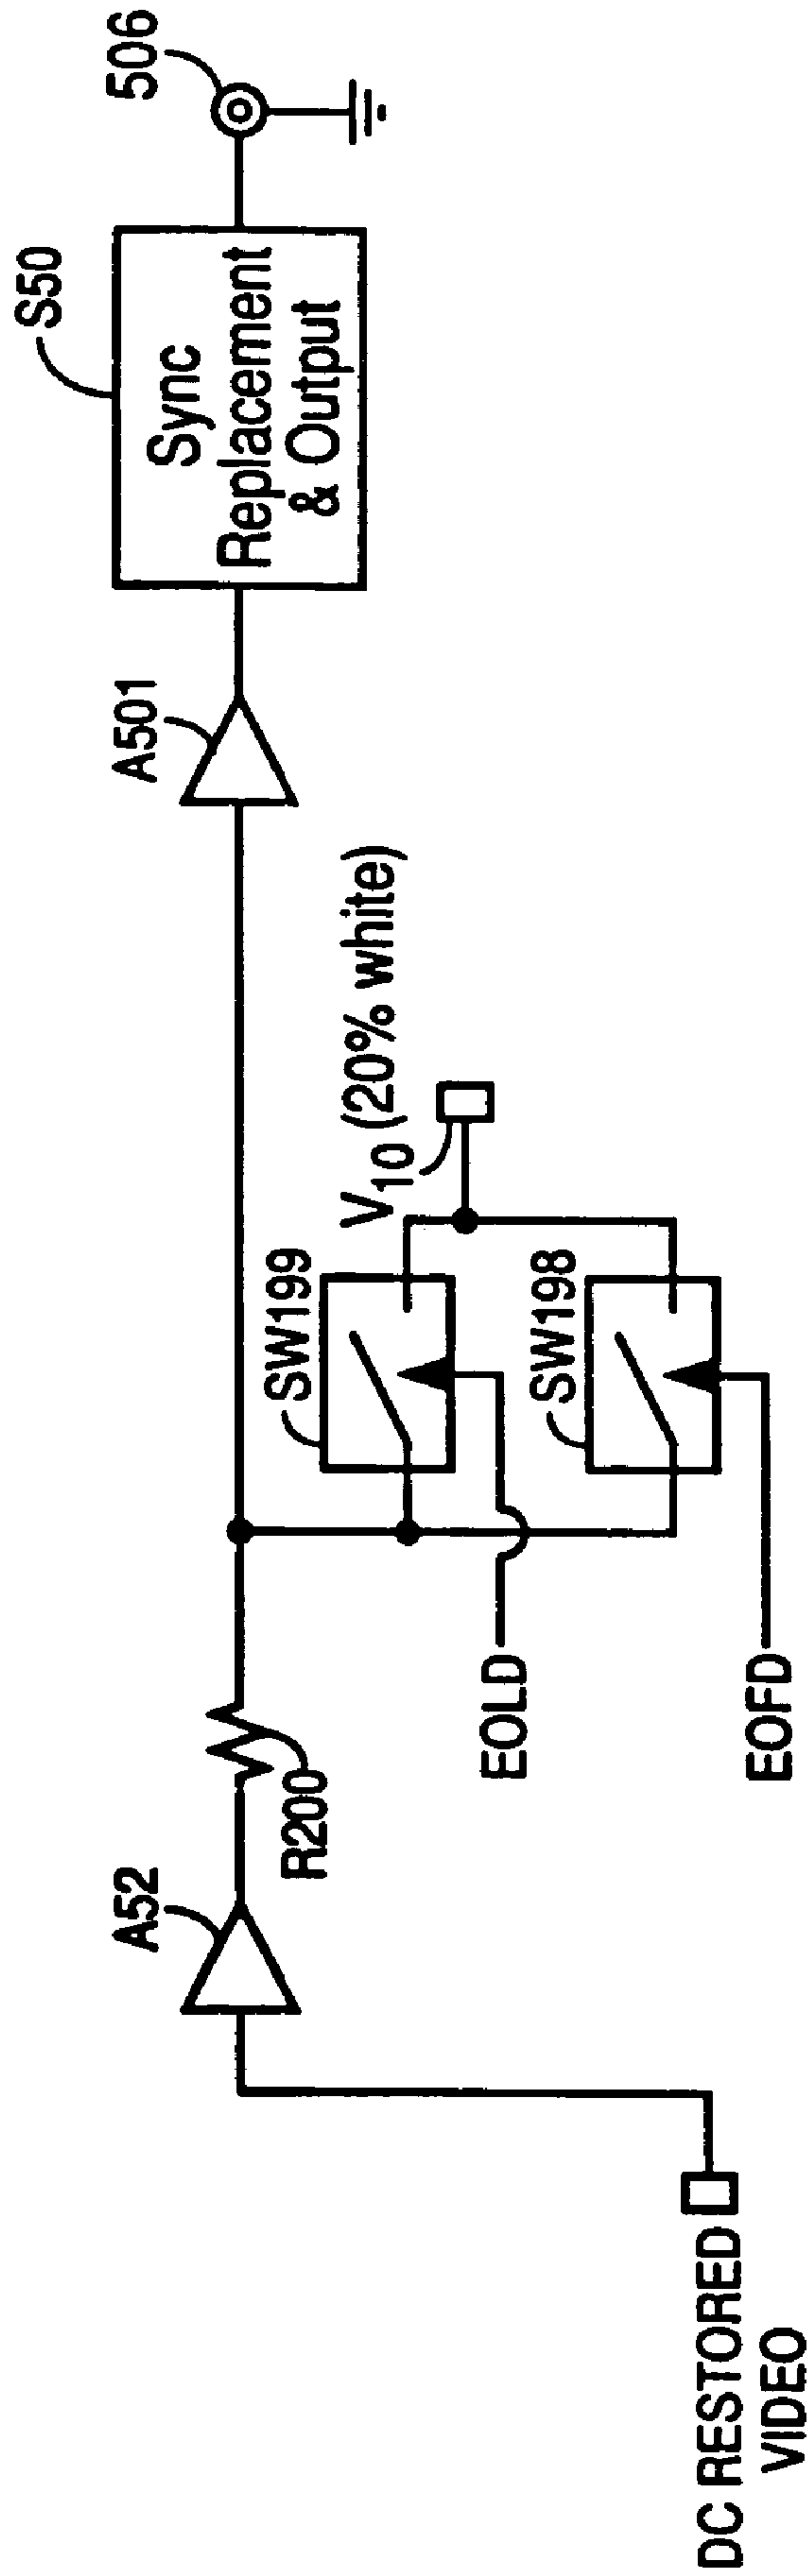 DC RESTORED
VIDEO
A52
R200
EOLD
EOFD
SW199
SW198
V10 (20% white)
A501
S50
Sync
Replacement
& Output
506